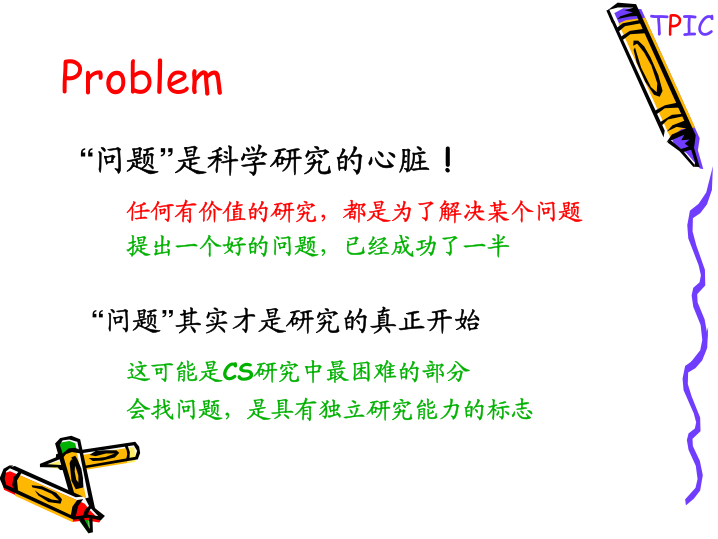 TPIC
Problem
“问题”是科学研究的心脏！
任何有价值的研究，都是为了解决某个问题
提出一个好的问题，已经成功了一半
“问题”其实才是研究的真正开始
这可能是CS研究中最困难的部分
会找问题，是具有独立研究能力的标志